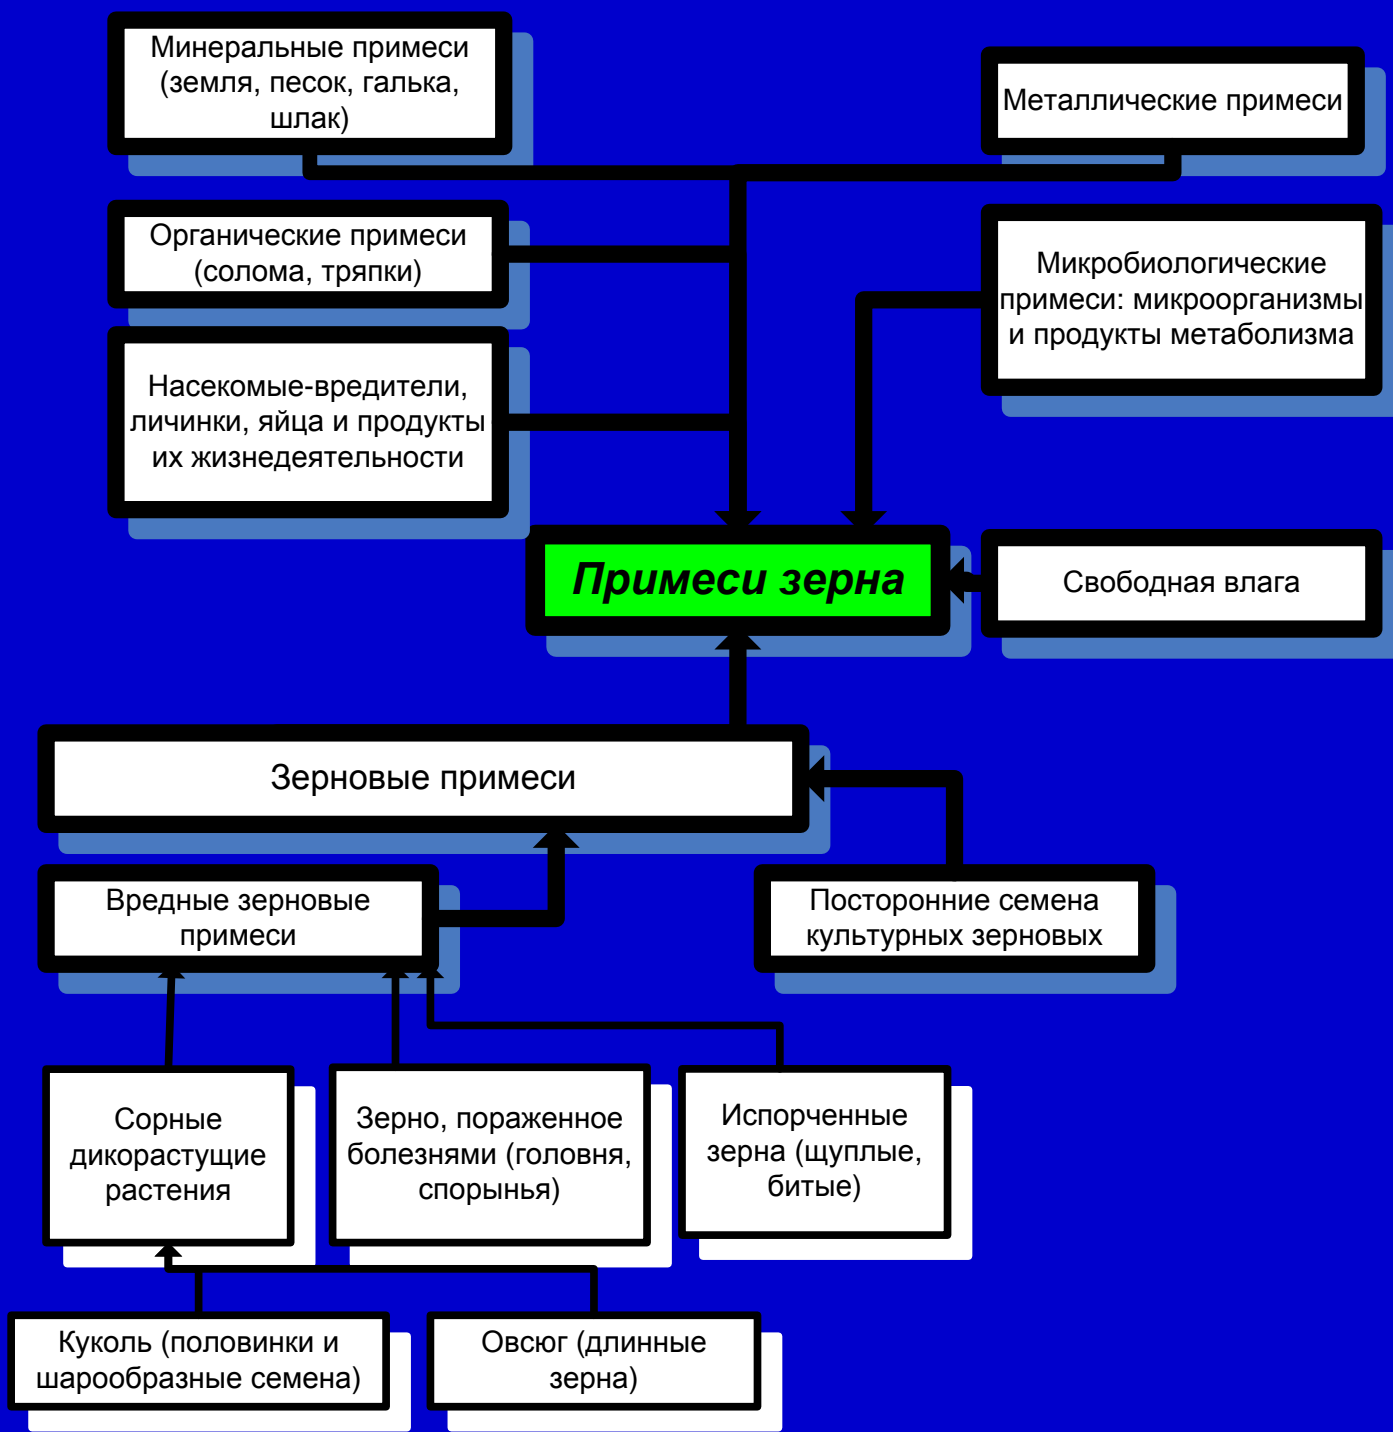 Минеральные примеси
(земля, песок, галька,
шлак)
Металлические примеси
Органические примеси
(солома, тряпки)
Микробиологические
примеси: микроорганизмы
и продукты метаболизма
Насекомые-вредители,
личинки, яйца и продукты
их жизнедеятельности
Примеси зерна
Свободная влага
Зерновые примеси
Вредные зерновые
примеси
Посторонние семена
культурных зерновых
Сорные
дикорастущие
растения
Зерно, пораженное
болезнями (головня,
спорынья)
Испорченные
зерна (щуплые,
битые)
Куколь (половинки и
шарообразные семена)
Овсюг (длинные
зерна)